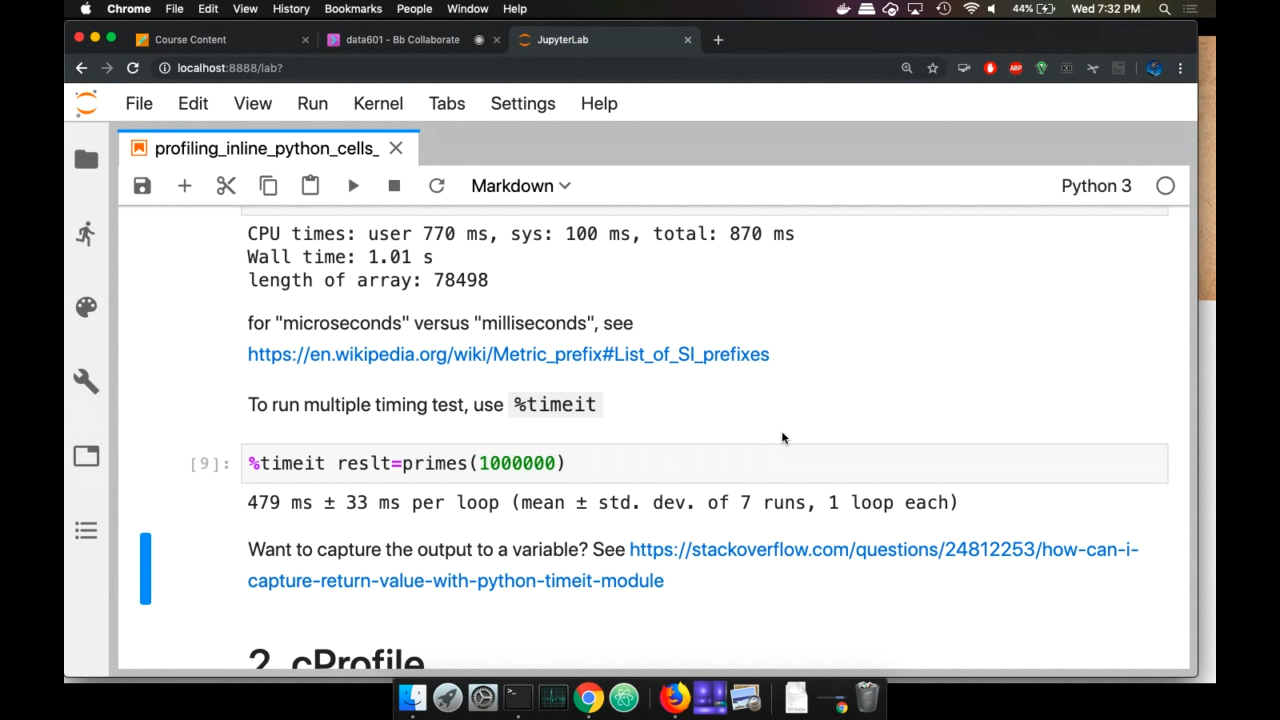 Chrome File Edit View History Bookmarks People Window Help 44% Wed 7:32 PM
Course Content data601 - Bb Collaborate JupyterLab
localhost:8888/lab? ABP
File Edit View Run Kernel Tabs Settings Help
profiling_inline_python_cells_
Markdown Python 3
CPU times: user 770 ms, sys: 100 ms, total: 870 ms
Wall time: 1.01 s
length of array: 78498
for "microseconds" versus "milliseconds", see
https://en.wikipedia.org/wiki/Metric_prefix#List_of_SI_prefixes
To run multiple timing test, use %timeit
[9]: %timeit reslt=primes(1000000)
479 ms ± 33 ms per loop (mean ± std. dev. of 7 runs, 1 loop each)
Want to capture the output to a variable? See https://stackoverflow.com/questions/24812253/how-can-i-
capture-return-value-with-python-timeit-module
2. cProfile